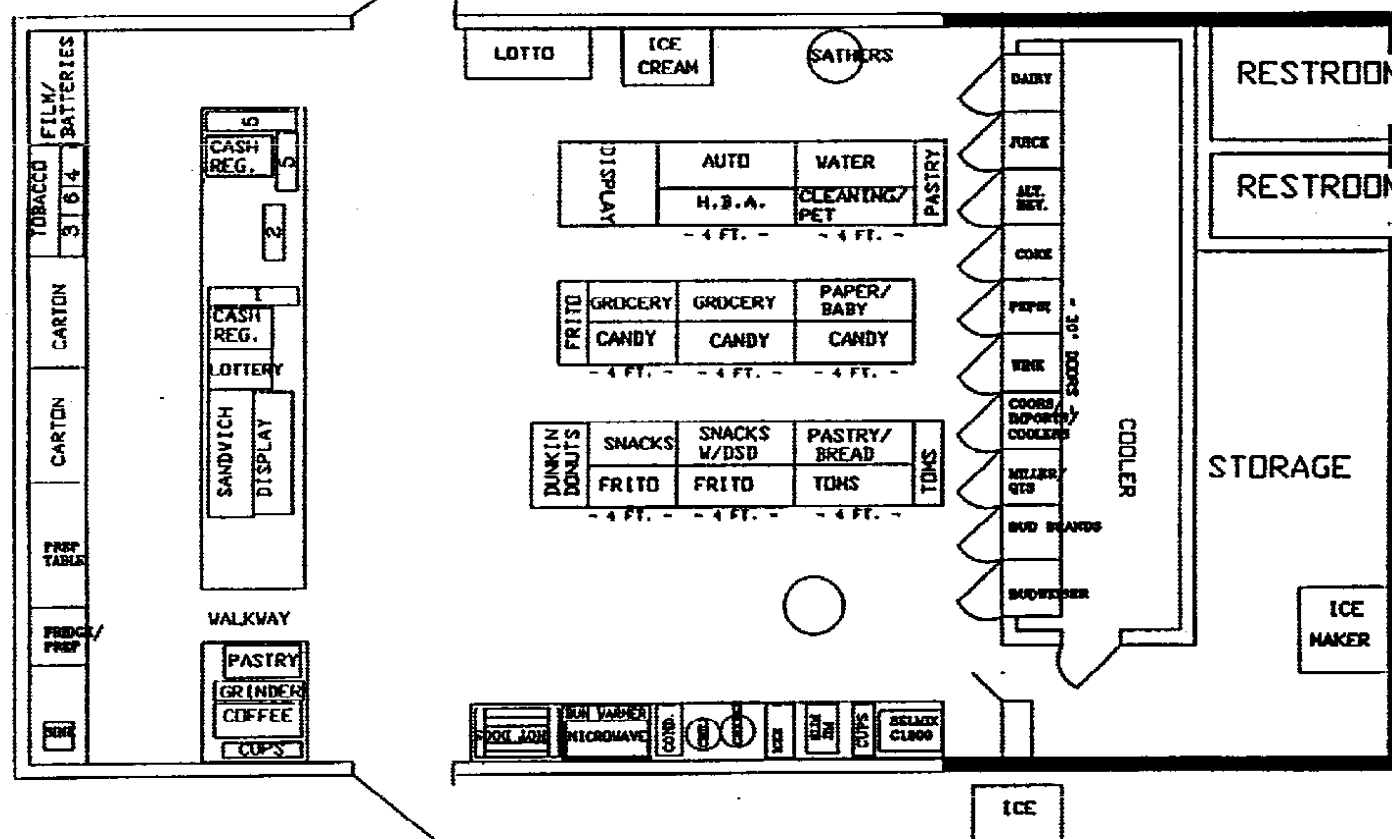 LOTTO
ICE
CREAM
SATHERS
RESTROOM
RESTROOM
FILM/
BATTERIES
TOBACCO
3 6 4
CARTON
CARTON
PREP
TABLE
FRIDGE/
PREP
SINK
5
CASH
REG.
5
2
1
CASH
REG.
LOTTERY
SANDWICH
DISPLAY
WALKWAY
PASTRY
GRINDER
COFFEE
CUPS
DISPLAY
AUTO
WATER
H.B.A.
CLEANING/
PET
PASTRY
- 4 FT. -
- 4 FT. -
FRITO
GROCERY
GROCERY
PAPER/
BABY
CANDY
CANDY
CANDY
- 4 FT. -
- 4 FT. -
- 4 FT. -
DUNKIN
DONUTS
SNACKS
SNACKS
W/DSD
PASTRY/
BREAD
FRITO
FRITO
TOMS
TOMS
- 4 FT. -
- 4 FT. -
- 4 FT. -
DAIRY
JUICE
ALT.
BEV.
COKE
PEPSI
WINE
COORS/
IMPORTS/
COOLERS
MILLER/
QTS
BUD BRANDS
BUDWEISER
- 30" DOORS
COOLER
STORAGE
ICE
MAKER
HOT DOGS
BUN WARMER
MICROWAVE
COND.
CUPS
ICE